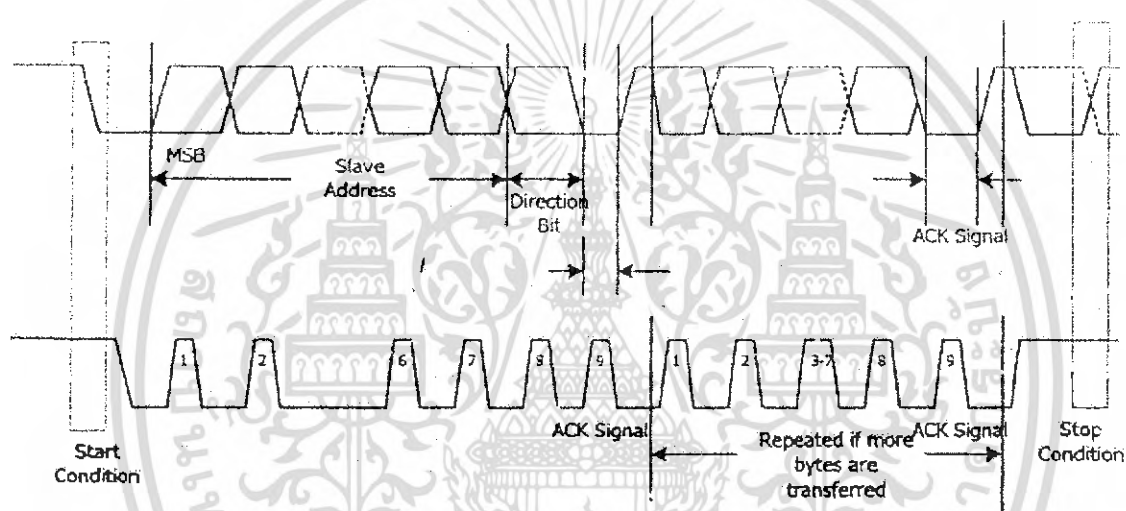 MSB
Slave
Address
Direction
Bit
ACK Signal
1
2
6
7
8
9
1
2
3-7
8
9
Start
Condition
ACK Signal
Repeated if more
bytes are
transferred
ACK Signal
Stop
Condition